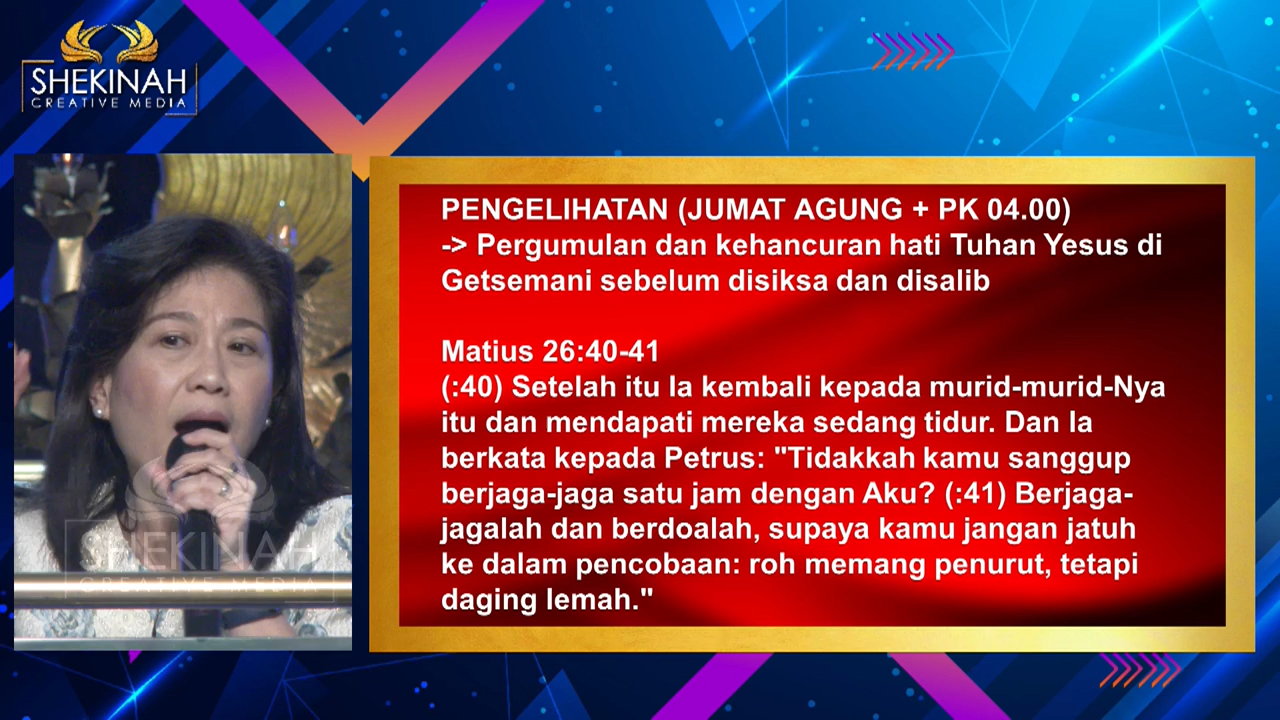 SHEKINAH
CREATIVE MEDIA
PENGELIHATAN (JUMAT AGUNG + PK 04.00)
-> Pergumulan dan kehancuran hati Tuhan Yesus di
Getsemani sebelum disiksa dan disalib
Matius 26:40-41
(:40) Setelah itu Ia kembali kepada murid-murid-Nya
itu dan mendapati mereka sedang tidur. Dan Ia
berkata kepada Petrus: "Tidakkah kamu sanggup
berjaga-jaga satu jam dengan Aku? (:41) Berjaga-
jagalah dan berdoalah, supaya kamu jangan jatuh
ke dalam pencobaan: roh memang penurut, tetapi
daging lemah."
SHEKINAH
CREATIVE MEDIA